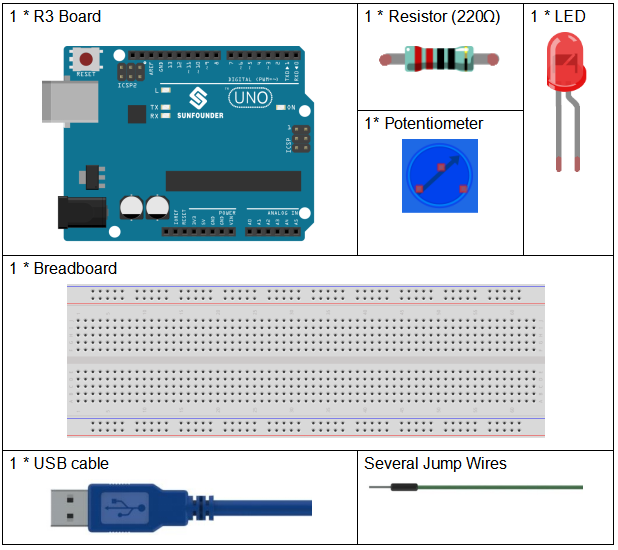 1 * R3 Board
1 * Resistor (220Ω)
1 * LED
RESET
ICSP2
AREF
GND
13
12
~11
~10
~9
8
7
~6
~5
4
~3
2
TXD►1
RXD◄0
DIGITAL (PWM=~)
L
TX
RX
SUNFOUNDER
UNO
ON
1
ICSP
POWER
ANALOG IN
IOREF
RESET
3V3
5V
GND
GND
VIN
A0
A1
A2
A3
A4
A5
1* Potentiometer
1 * Breadboard
1 * USB cable
Several Jump Wires